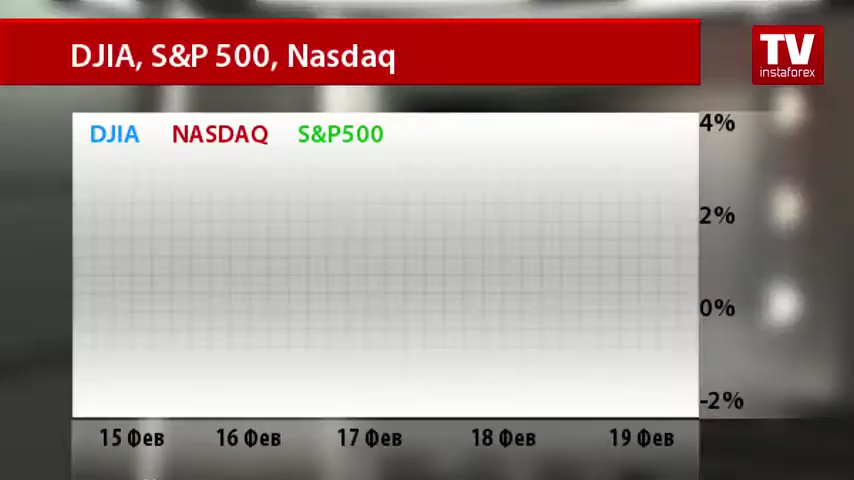 DJIA, S&P 500, Nasdaq
TV
instaforex
DJIA NASDAQ S&P500
4%
2%
0%
-2%
15 Фев 16 Фев 17 Фев 18 Фев 19 Фев